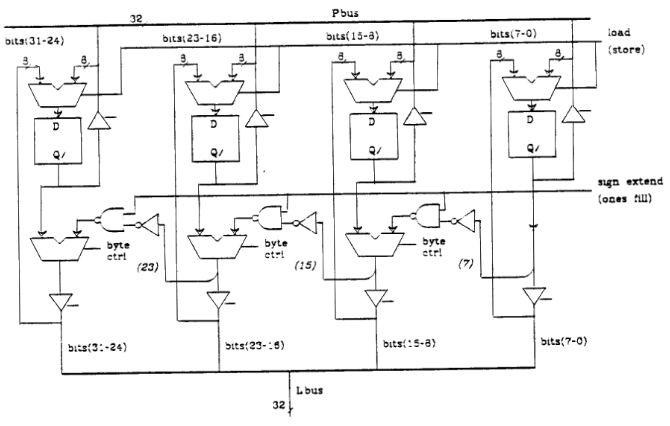 32
Pbus
bits(31-24)
bits(23-16)
bits(15-8)
bits(7-0)
load
(store)
8 8 8 8 8 8 8 8
D D D D
Q/ Q/ Q/ Q/
sign extend
(ones fill)
byte ctrl
byte ctrl
byte ctrl
(23)
(15)
(7)
bits(31-24)
bits(23-16)
bits(15-8)
bits(7-0)
Lbus
32